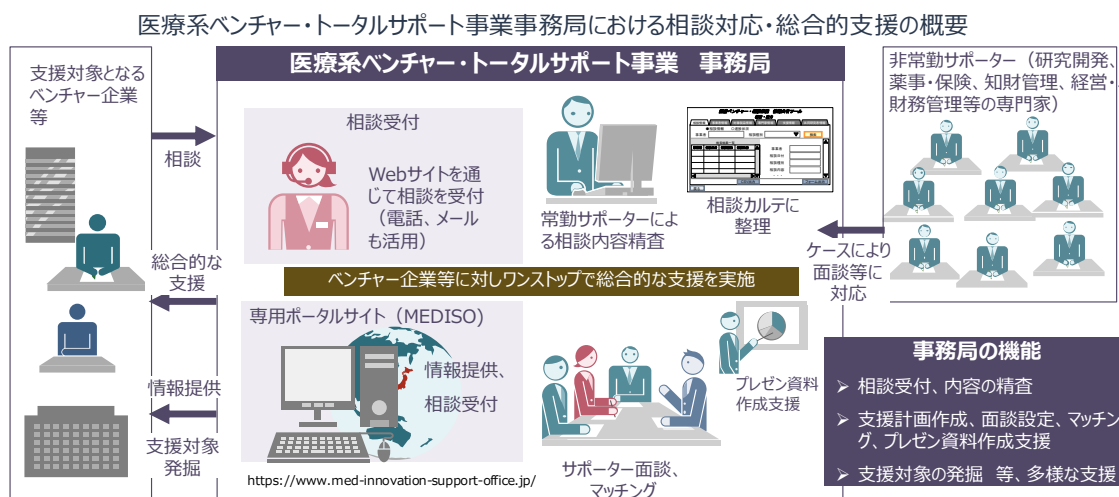 医療系ベンチャー・トータルサポート事業事務局における相談対応・総合的支援の概要
支援対象となる
ベンチャー企業
等
相談
総合的な
支援
情報提供
支援対象
発掘
医療系ベンチャー・トータルサポート事業 事務局
相談受付
Webサイトを通
じて相談を受付
（電話、メール
も活用）
常勤サポーターによ
る相談内容精査
相談カルテに
整理
ベンチャー企業等に対しワンストップで総合的な支援を実施
専用ポータルサイト（MEDISO)
情報提供、
相談受付
https://www.med-innovation-support-office.jp/
サポーター面談、
マッチング
プレゼン資料
作成支援
非常勤サポーター（研究開発、
薬事・保険、知財管理、経営・
財務管理等の専門家）
ケースにより
面談等に
対応
事務局の機能
➢ 相談受付、内容の精査
➢ 支援計画作成、面談設定、マッチン
グ、プレゼン資料作成支援
➢ 支援対象の発掘 等、多様な支援